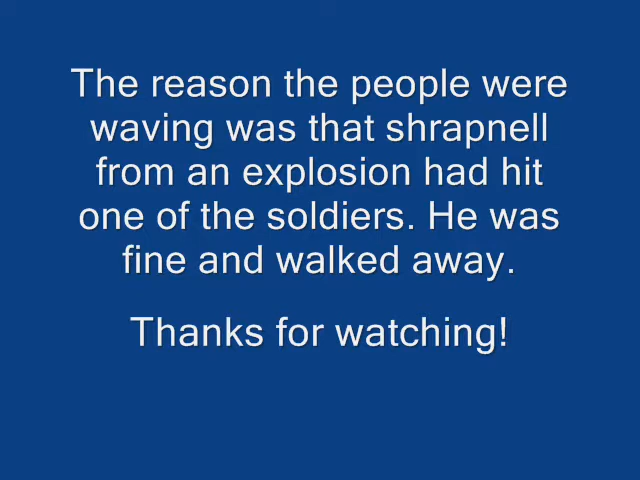 The reason the people were
waving was that shrapnell
from an explosion had hit
one of the soldiers. He was
fine and walked away.
Thanks for watching!